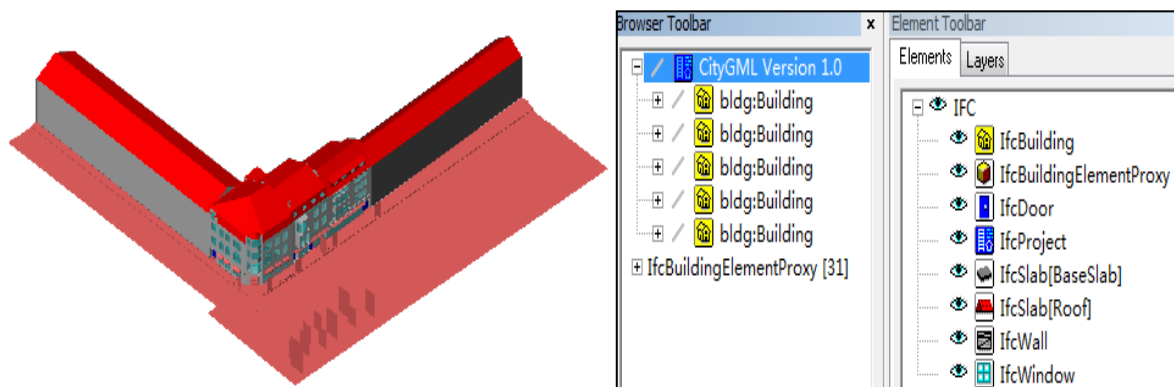 Browser Toolbar x
CityGML Version 1.0
bldg:Building
bldg:Building
bldg:Building
bldg:Building
bldg:Building
IfcBuildingElementProxy [31]
Element Toolbar
Elements Layers
IFC
IfcBuilding
IfcBuildingElementProxy
IfcDoor
IfcProject
IfcSlab[BaseSlab]
IfcSlab[Roof]
IfcWall
IfcWindow